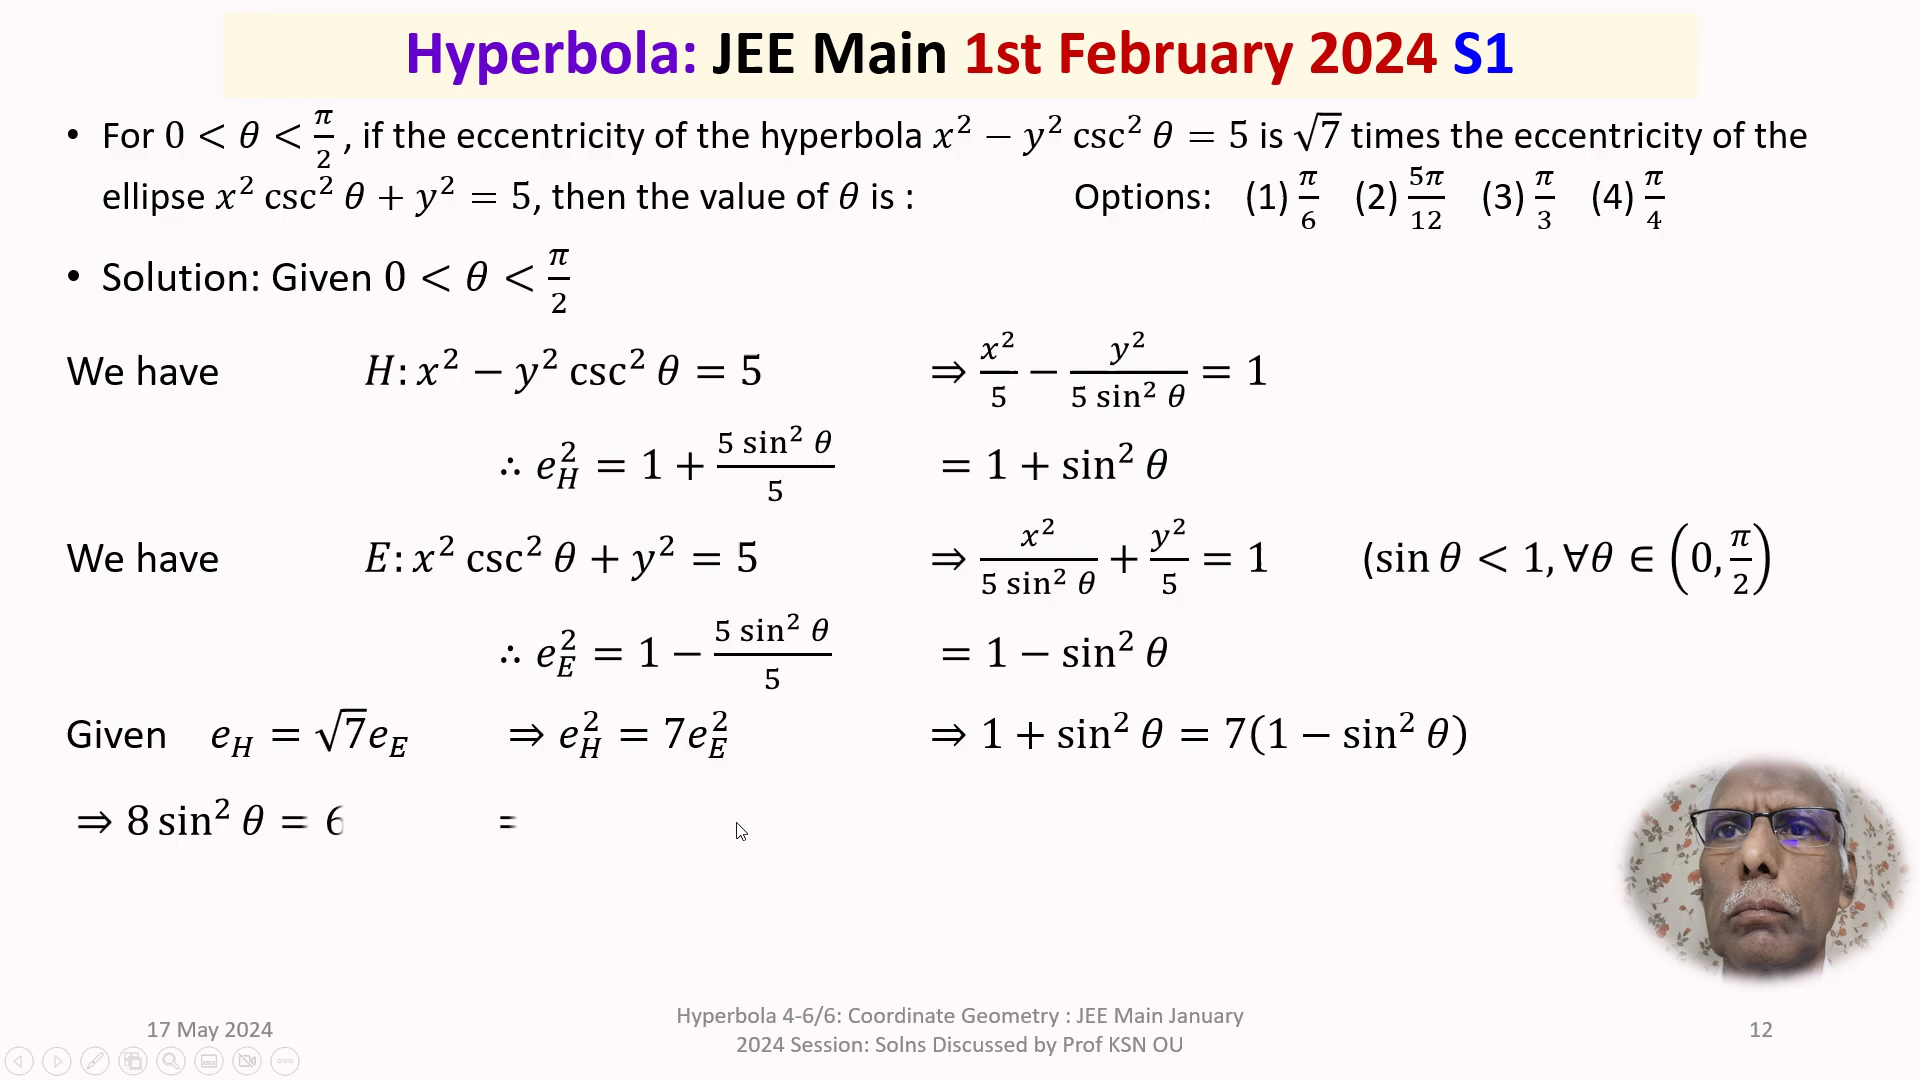 Hyperbola: JEE Main 1st February 2024 S1
• For 0 < θ < π/2 , if the eccentricity of the hyperbola x² − y² csc² θ = 5 is √7 times the eccentricity of the
ellipse x² csc² θ + y² = 5, then the value of θ is : Options: (1) π/6 (2) 5π/12 (3) π/3 (4) π/4
• Solution: Given 0 < θ < π/2
We have H: x² − y² csc² θ = 5 ⇒ x²/5 − y²/(5 sin² θ) = 1
∴ e_H² = 1 + (5 sin² θ)/5 = 1 + sin² θ
We have E: x² csc² θ + y² = 5 ⇒ x²/(5 sin² θ) + y²/5 = 1 (sin θ < 1, ∀θ ∈ (0, π/2)
∴ e_E² = 1 − (5 sin² θ)/5 = 1 − sin² θ
Given e_H = √7e_E ⇒ e_H² = 7e_E² ⇒ 1 + sin² θ = 7(1 − sin² θ)
⇒ 8 sin² θ = 6 =
17 May 2024
Hyperbola 4-6/6: Coordinate Geometry : JEE Main January
2024 Session: Solns Discussed by Prof KSN OU
12